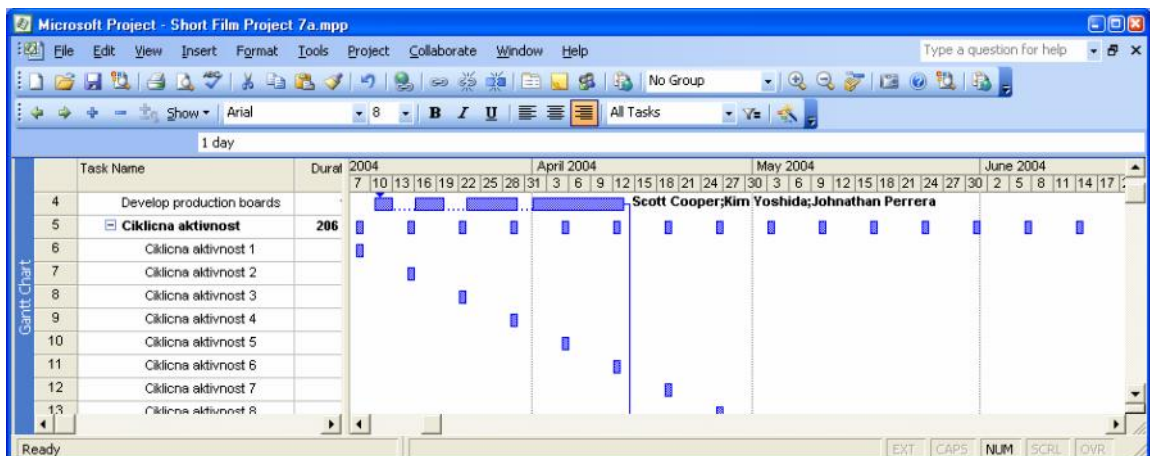 Microsoft Project - Short Film Project 7a.mpp
File Edit View Insert Format Tools Project Collaborate Window Help Type a question for help
No Group
Show Arial 8 B I U All Tasks
1 day
Task Name Durat 2004 April 2004 May 2004 June 2004
7 10 13 16 19 22 25 28 31 3 6 9 12 15 18 21 24 27 30 3 6 9 12 15 18 21 24 27 30 2 5 8 11 14 17
4 Develop production boards Scott Cooper;Kim Yoshida;Johnathan Perrera
5 Ciklicna aktivnost 206
6 Ciklicna aktivnost 1
7 Ciklicna aktivnost 2
8 Ciklicna aktivnost 3
9 Ciklicna aktivnost 4
10 Ciklicna aktivnost 5
11 Ciklicna aktivnost 6
12 Ciklicna aktivnost 7
13 Ciklicna aktivnost 8
Gantt Chart
Ready EXT CAPS NUM SCRL OVR